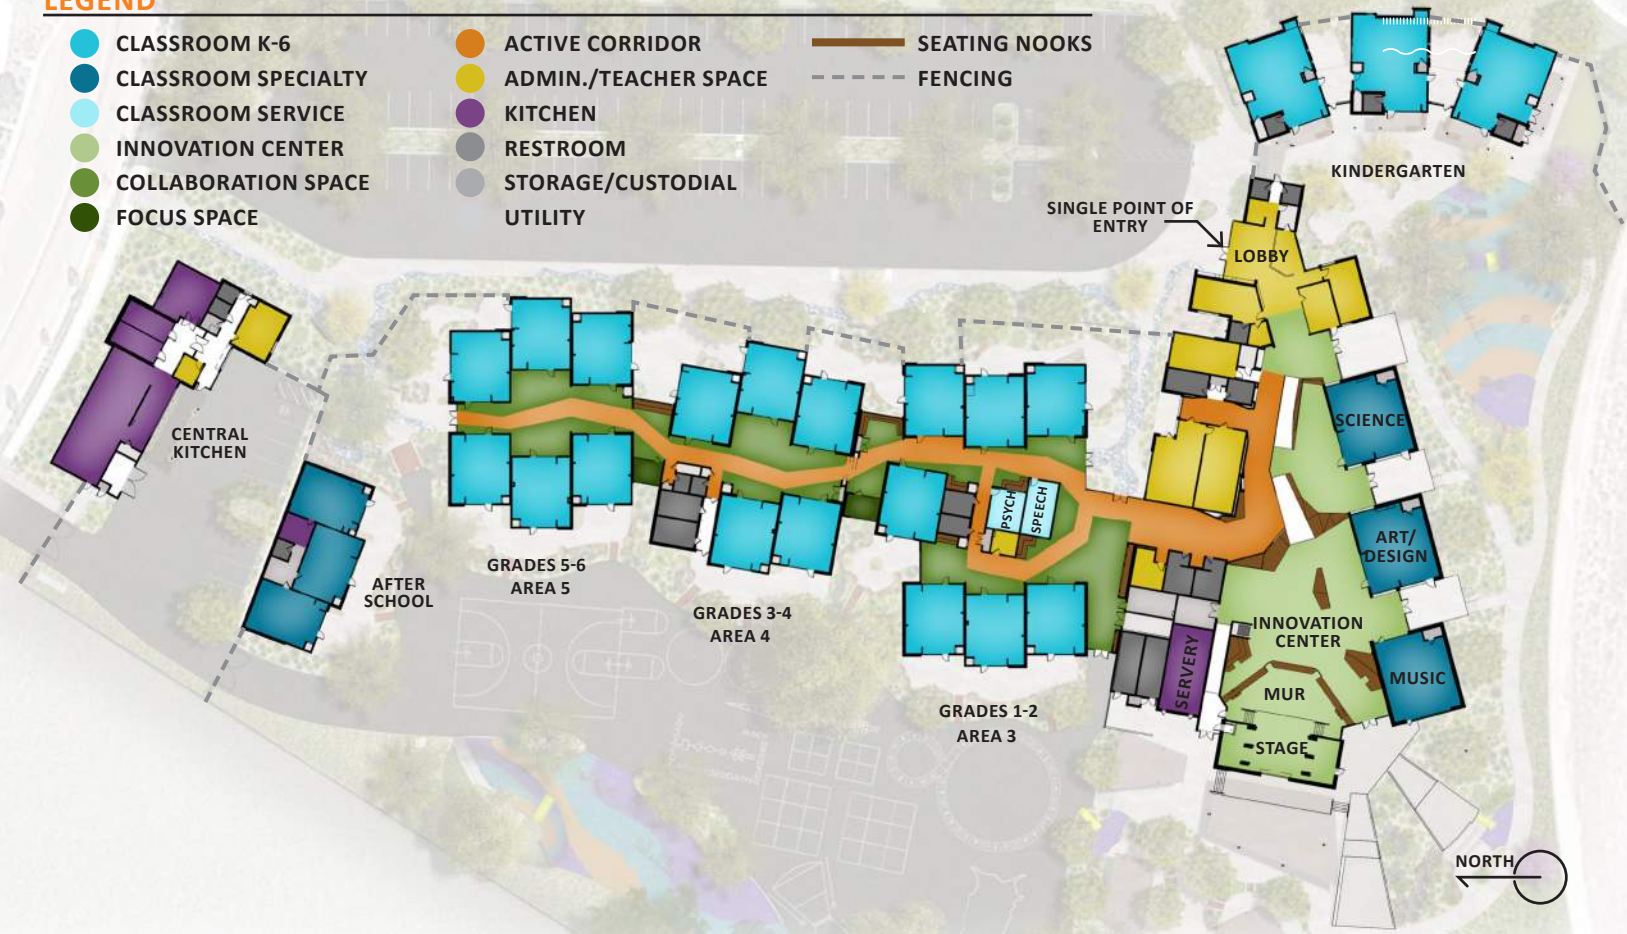 LEGEND
CLASSROOM K-6
CLASSROOM SPECIALTY
CLASSROOM SERVICE
INNOVATION CENTER
COLLABORATION SPACE
FOCUS SPACE
ACTIVE CORRIDOR
ADMIN./TEACHER SPACE
KITCHEN
RESTROOM
STORAGE/CUSTODIAL
UTILITY
SEATING NOOKS
FENCING
KINDERGARTEN
SINGLE POINT OF
ENTRY
LOBBY
SCIENCE
ART/
DESIGN
INNOVATION
CENTER
MUSIC
MUR
STAGE
SERVERY
PSYCH
SPEECH
CENTRAL
KITCHEN
AFTER
SCHOOL
GRADES 5-6
AREA 5
GRADES 3-4
AREA 4
GRADES 1-2
AREA 3
NORTH